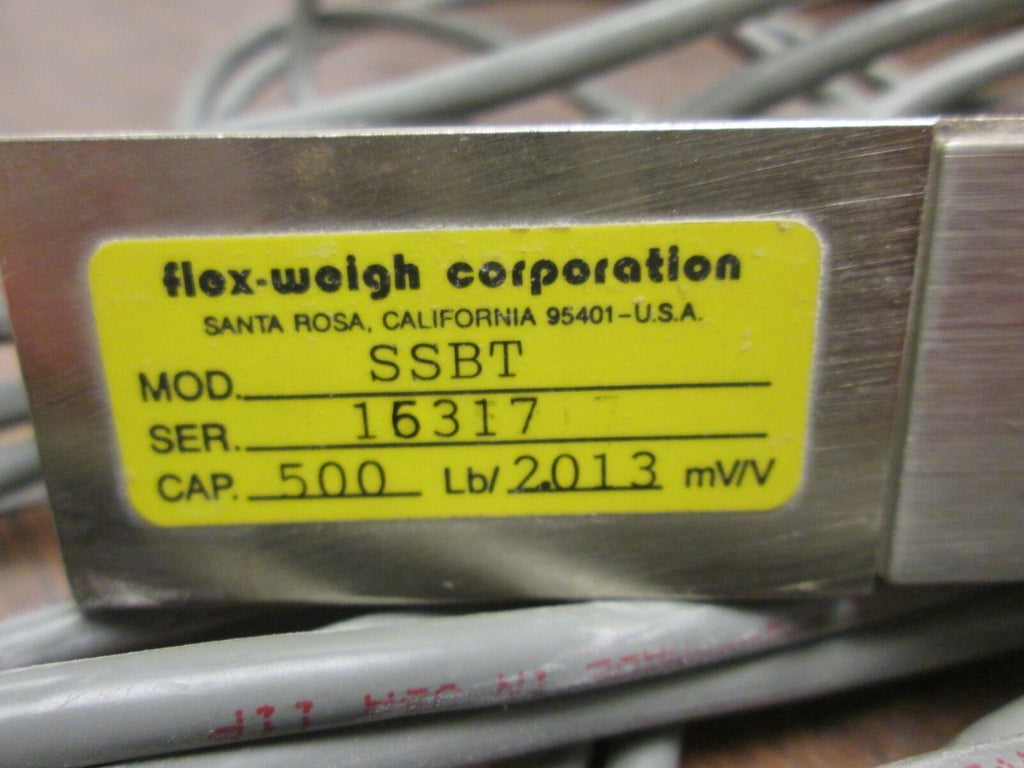 flex-weigh corporation
SANTA ROSA, CALIFORNIA 95401-U.S.A.
MOD. SSBT
SER. 16317
CAP. 500 Lb/ 2.013 mV/V